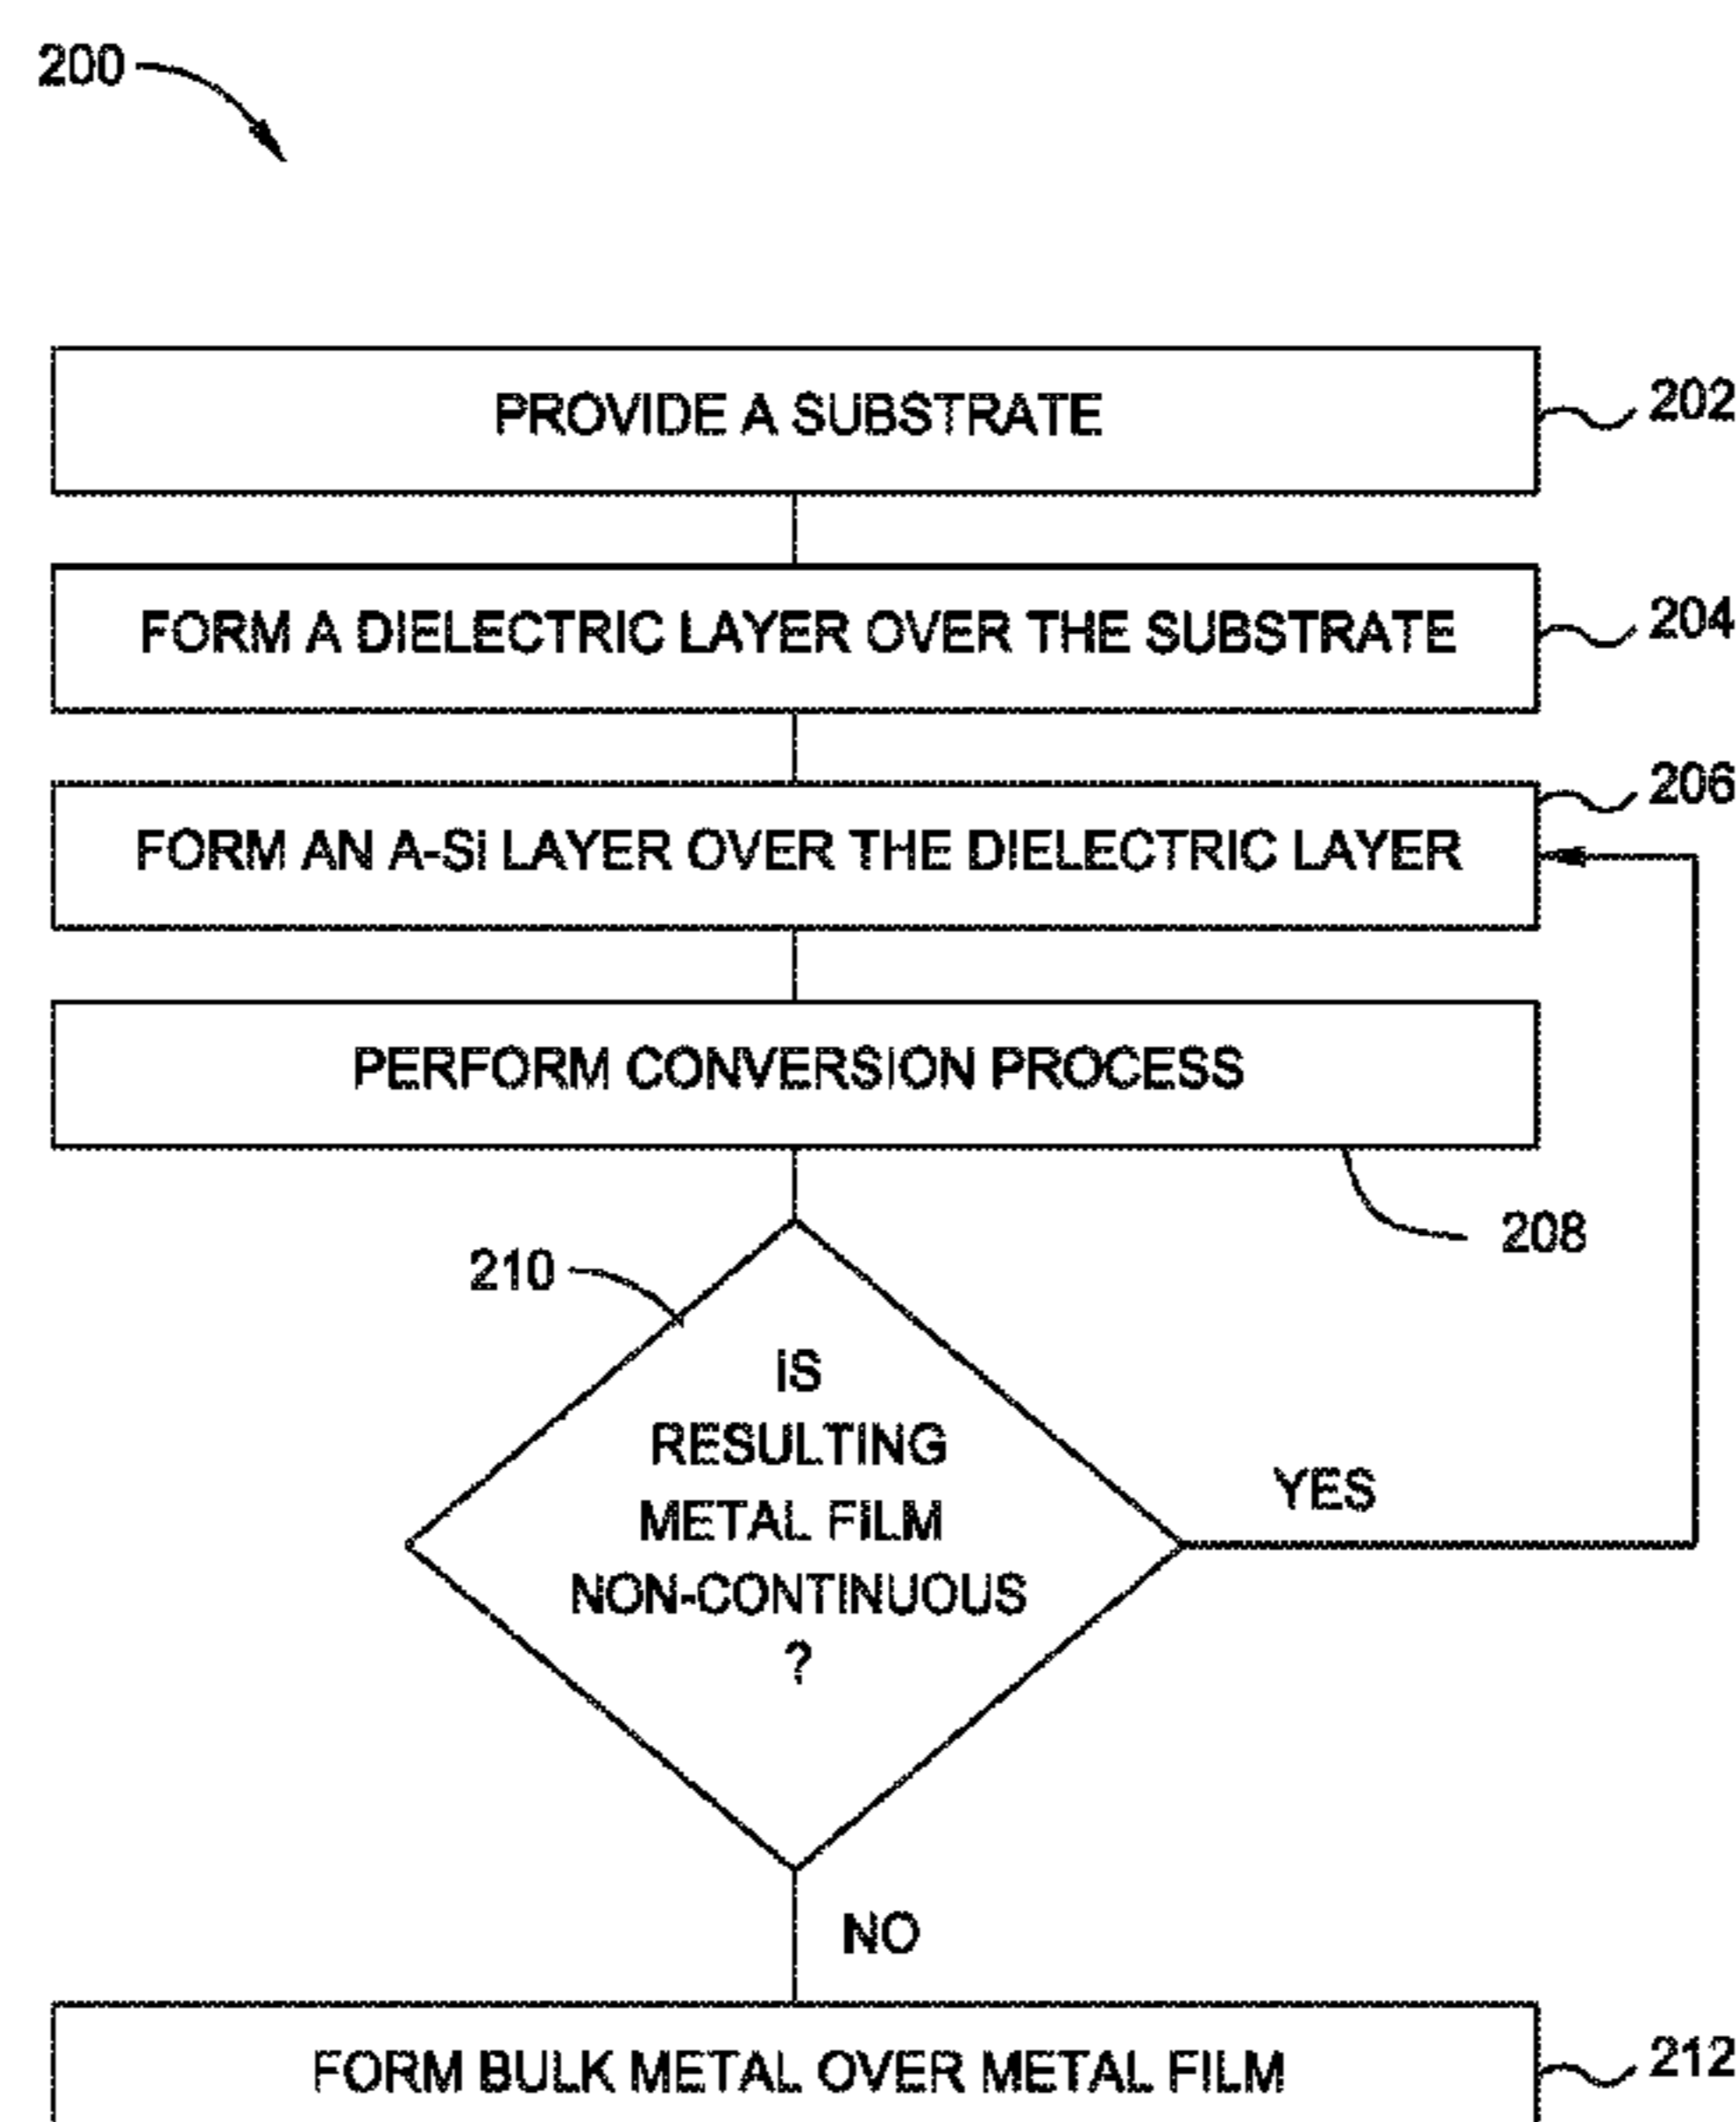 200
PROVIDE A SUBSTRATE
202
FORM A DIELECTRIC LAYER OVER THE SUBSTRATE
204
206
FORM AN A-Si LAYER OVER THE DIELECTRIC LAYER
PERFORM CONVERSION PROCESS
208
210
IS
RESULTING
METAL FILM
NON-CONTINUOUS
?
YES
NO
FORM BULK METAL OVER METAL FILM
212